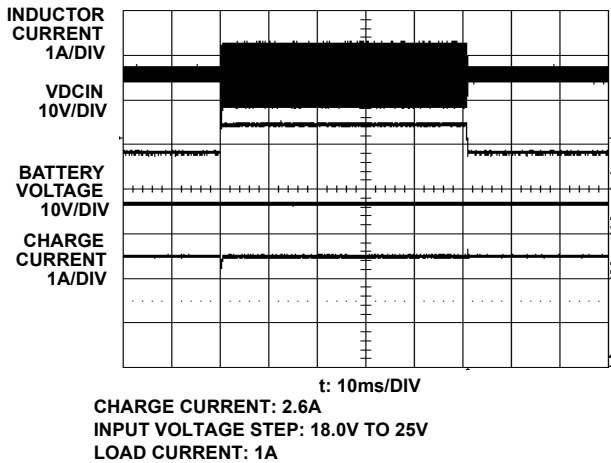 INDUCTOR
CURRENT
1A/DIV
VDCIN
10V/DIV
BATTERY
VOLTAGE
10V/DIV
CHARGE
CURRENT
1A/DIV
t: 10ms/DIV
CHARGE CURRENT: 2.6A
INPUT VOLTAGE STEP: 18.0V TO 25V
LOAD CURRENT: 1A